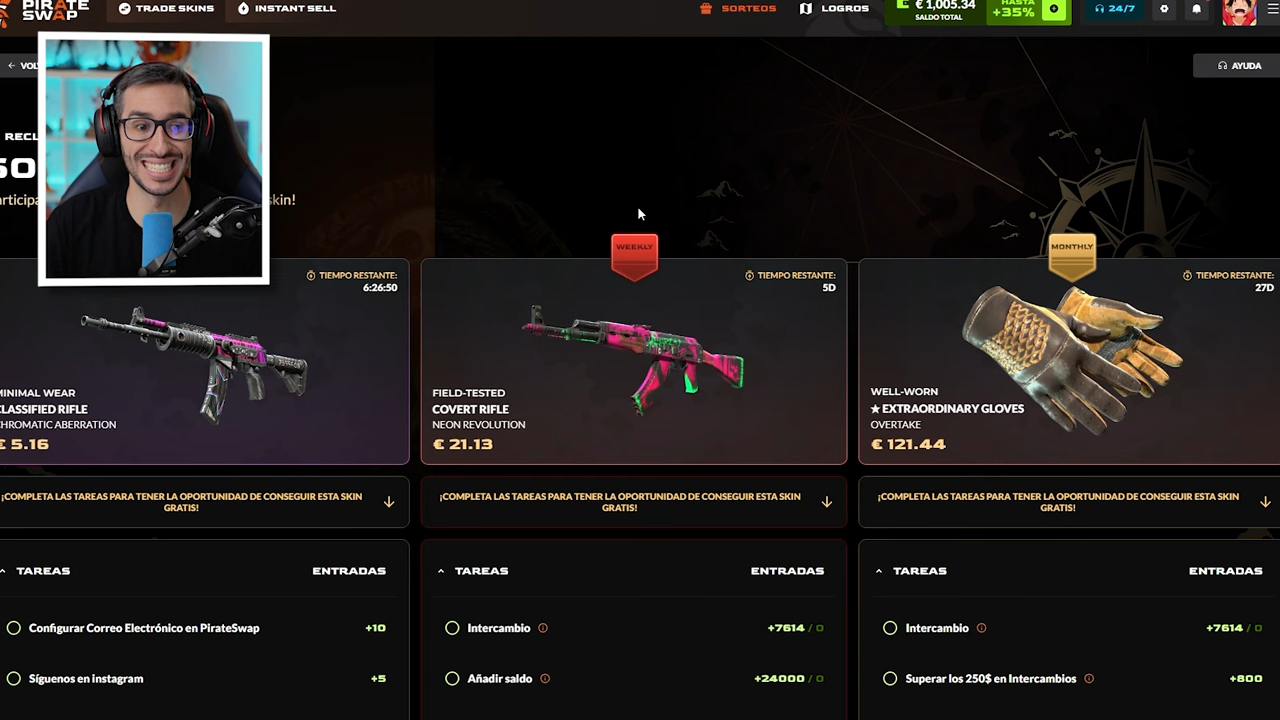 PIRATE
SWAP
TRADE SKINS
INSTANT SELL
SORTEOS
LOGROS
€ 1,005.34
SALDO TOTAL
HASTA
+35%
24/7
AYUDA
kin!
WEEKLY
MONTHLY
TIEMPO RESTANTE:
6:26:50
MINIMAL WEAR
CLASSIFIED RIFLE
CHROMATIC ABERRATION
€ 5.16
TIEMPO RESTANTE:
5D
FIELD-TESTED
COVERT RIFLE
NEON REVOLUTION
€ 21.13
TIEMPO RESTANTE:
27D
WELL-WORN
★ EXTRAORDINARY GLOVES
OVERTAKE
€ 121.44
¡COMPLETA LAS TAREAS PARA TENER LA OPORTUNIDAD DE CONSEGUIR ESTA SKIN
GRATIS!
¡COMPLETA LAS TAREAS PARA TENER LA OPORTUNIDAD DE CONSEGUIR ESTA SKIN
GRATIS!
¡COMPLETA LAS TAREAS PARA TENER LA OPORTUNIDAD DE CONSEGUIR ESTA SKIN
GRATIS!
TAREAS ENTRADAS
Configurar Correo Electrónico en PirateSwap +10
Síguenos en instagram +5
TAREAS ENTRADAS
Intercambio +7614 / 0
Añadir saldo +24000 / 0
TAREAS ENTRADAS
Intercambio +7614 / 0
Superar los 250$ en Intercambios +800